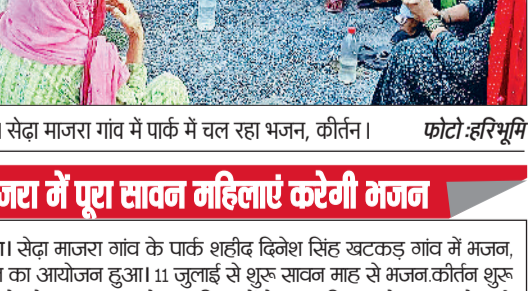 सेढ़ा माजरा गांव में पार्क में चल रहा भजन, कीर्तन। फोटो :हरिभूमि
में पूरा सावन महिलाएं करेगी भजन
सेढ़ा माजरा गांव के पार्क शहीद दिनेश सिंह खटकड़ गांव में भजन,
का आयोजन हुआ। 11 जुलाई से शुरू सावन माह से भजन.कीर्तन शुरू